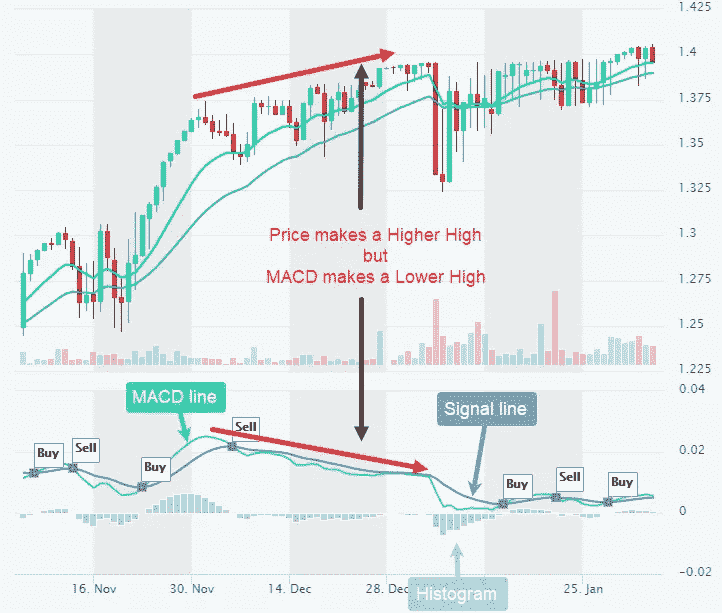 1.425
1.4
1.375
1.35
1.325
1.3
1.275
1.25
1.225
Price makes a Higher High
but
MACD makes a Lower High
0.04
MACD line
Signal line
Sell
Buy
Sell
Buy
0.02
Buy
Sell
Buy
0
-0.02
16. Nov
30. Nov
14. Dec
28. Dec
25. Jan
Histogram